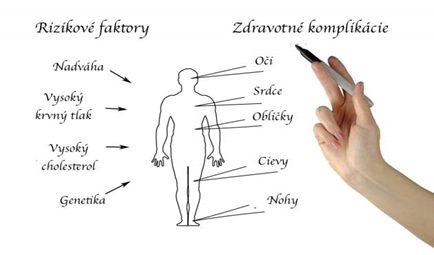 Rizikové faktory
Zdravotné komplikácie
Nadváha
Vysoký
krvný tlak
Vysoký
cholesterol
Genetika
Oči
Srdce
Obličky
Cievy
Nohy